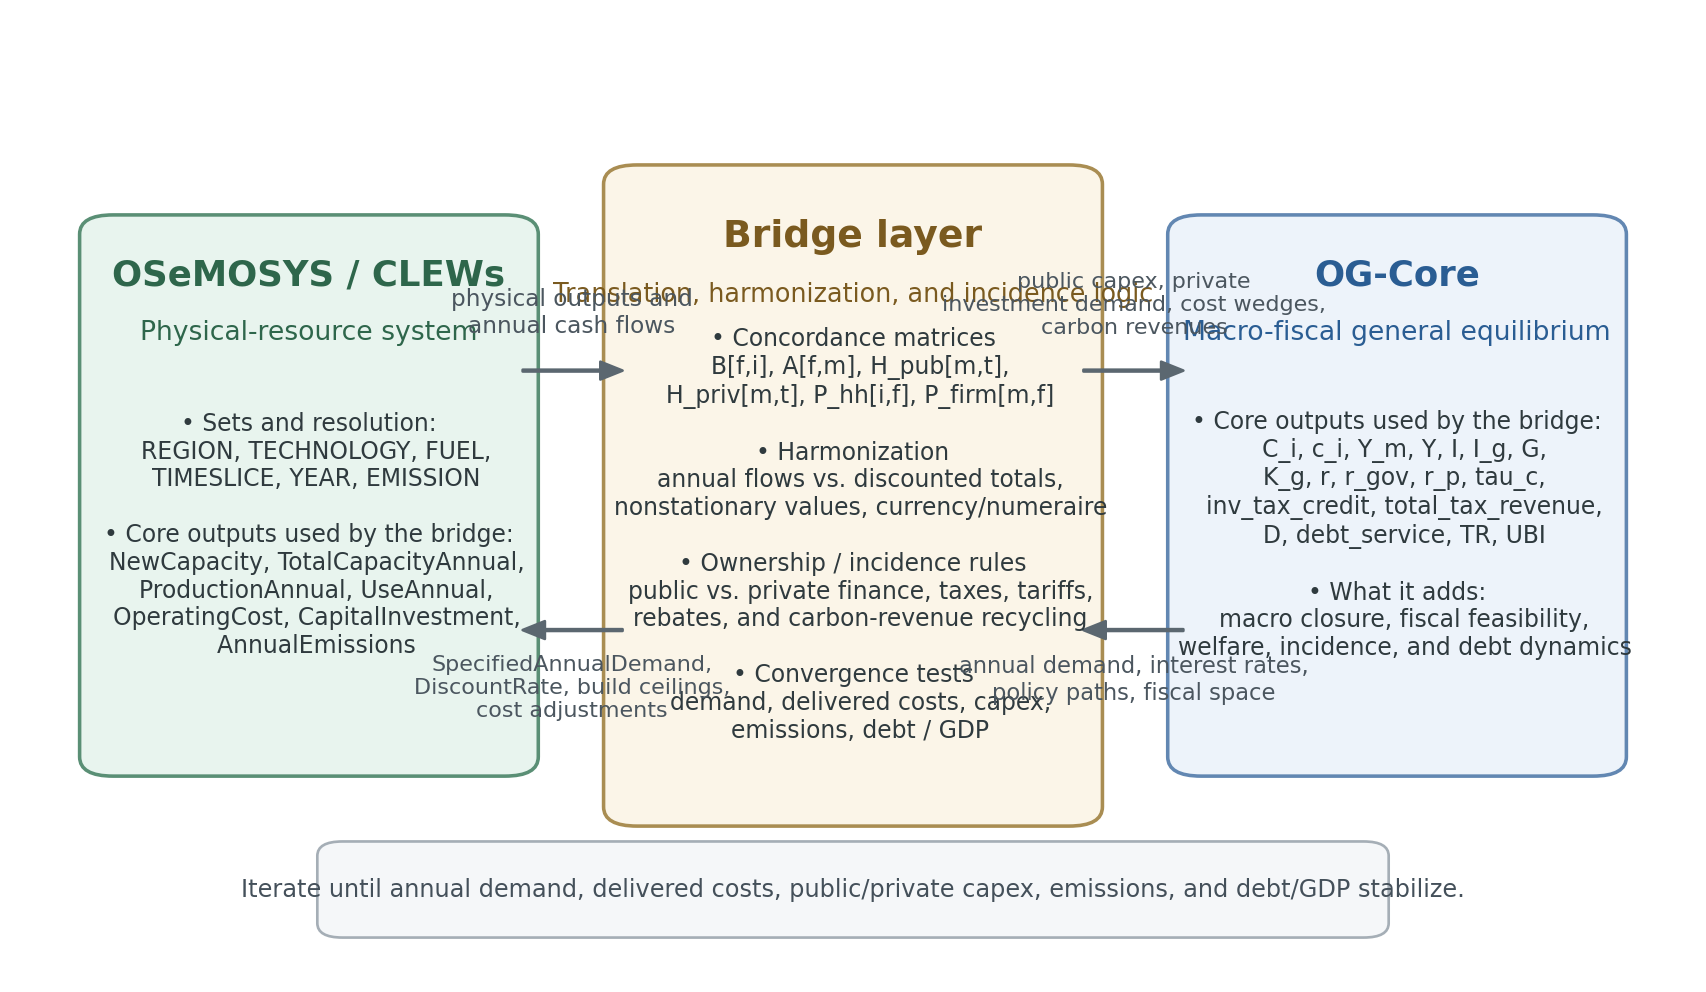 OSeMOSYS / CLEWs
Physical-resource system
• Sets and resolution:
REGION, TECHNOLOGY, FUEL,
TIMESLICE, YEAR, EMISSION
• Core outputs used by the bridge:
NewCapacity, TotalCapacityAnnual,
ProductionAnnual, UseAnnual,
OperatingCost, CapitalInvestment,
AnnualEmissions
physical outputs and
annual cash flows
SpecifiedAnnualDemand,
DiscountRate, build ceilings,
cost adjustments
Bridge layer
Translation, harmonization, and incidence logic
• Concordance matrices
B[f,i], A[f,m], H_pub[m,t],
H_priv[m,t], P_hh[i,f], P_firm[m,f]
• Harmonization
annual flows vs. discounted totals,
nonstationary values, currency/numeraire
• Ownership / incidence rules
public vs. private finance, taxes, tariffs,
rebates, and carbon-revenue recycling
• Convergence tests
demand, delivered costs, capex,
emissions, debt / GDP
public capex, private
investment demand, cost wedges,
carbon revenues
annual demand, interest rates,
policy paths, fiscal space
OG-Core
Macro-fiscal general equilibrium
• Core outputs used by the bridge:
C_i, c_i, Y_m, Y, I, I_g, G,
K_g, r, r_gov, r_p, tau_c,
inv_tax_credit, total_tax_revenue,
D, debt_service, TR, UBI
• What it adds:
macro closure, fiscal feasibility,
welfare, incidence, and debt dynamics
Iterate until annual demand, delivered costs, public/private capex, emissions, and debt/GDP stabilize.